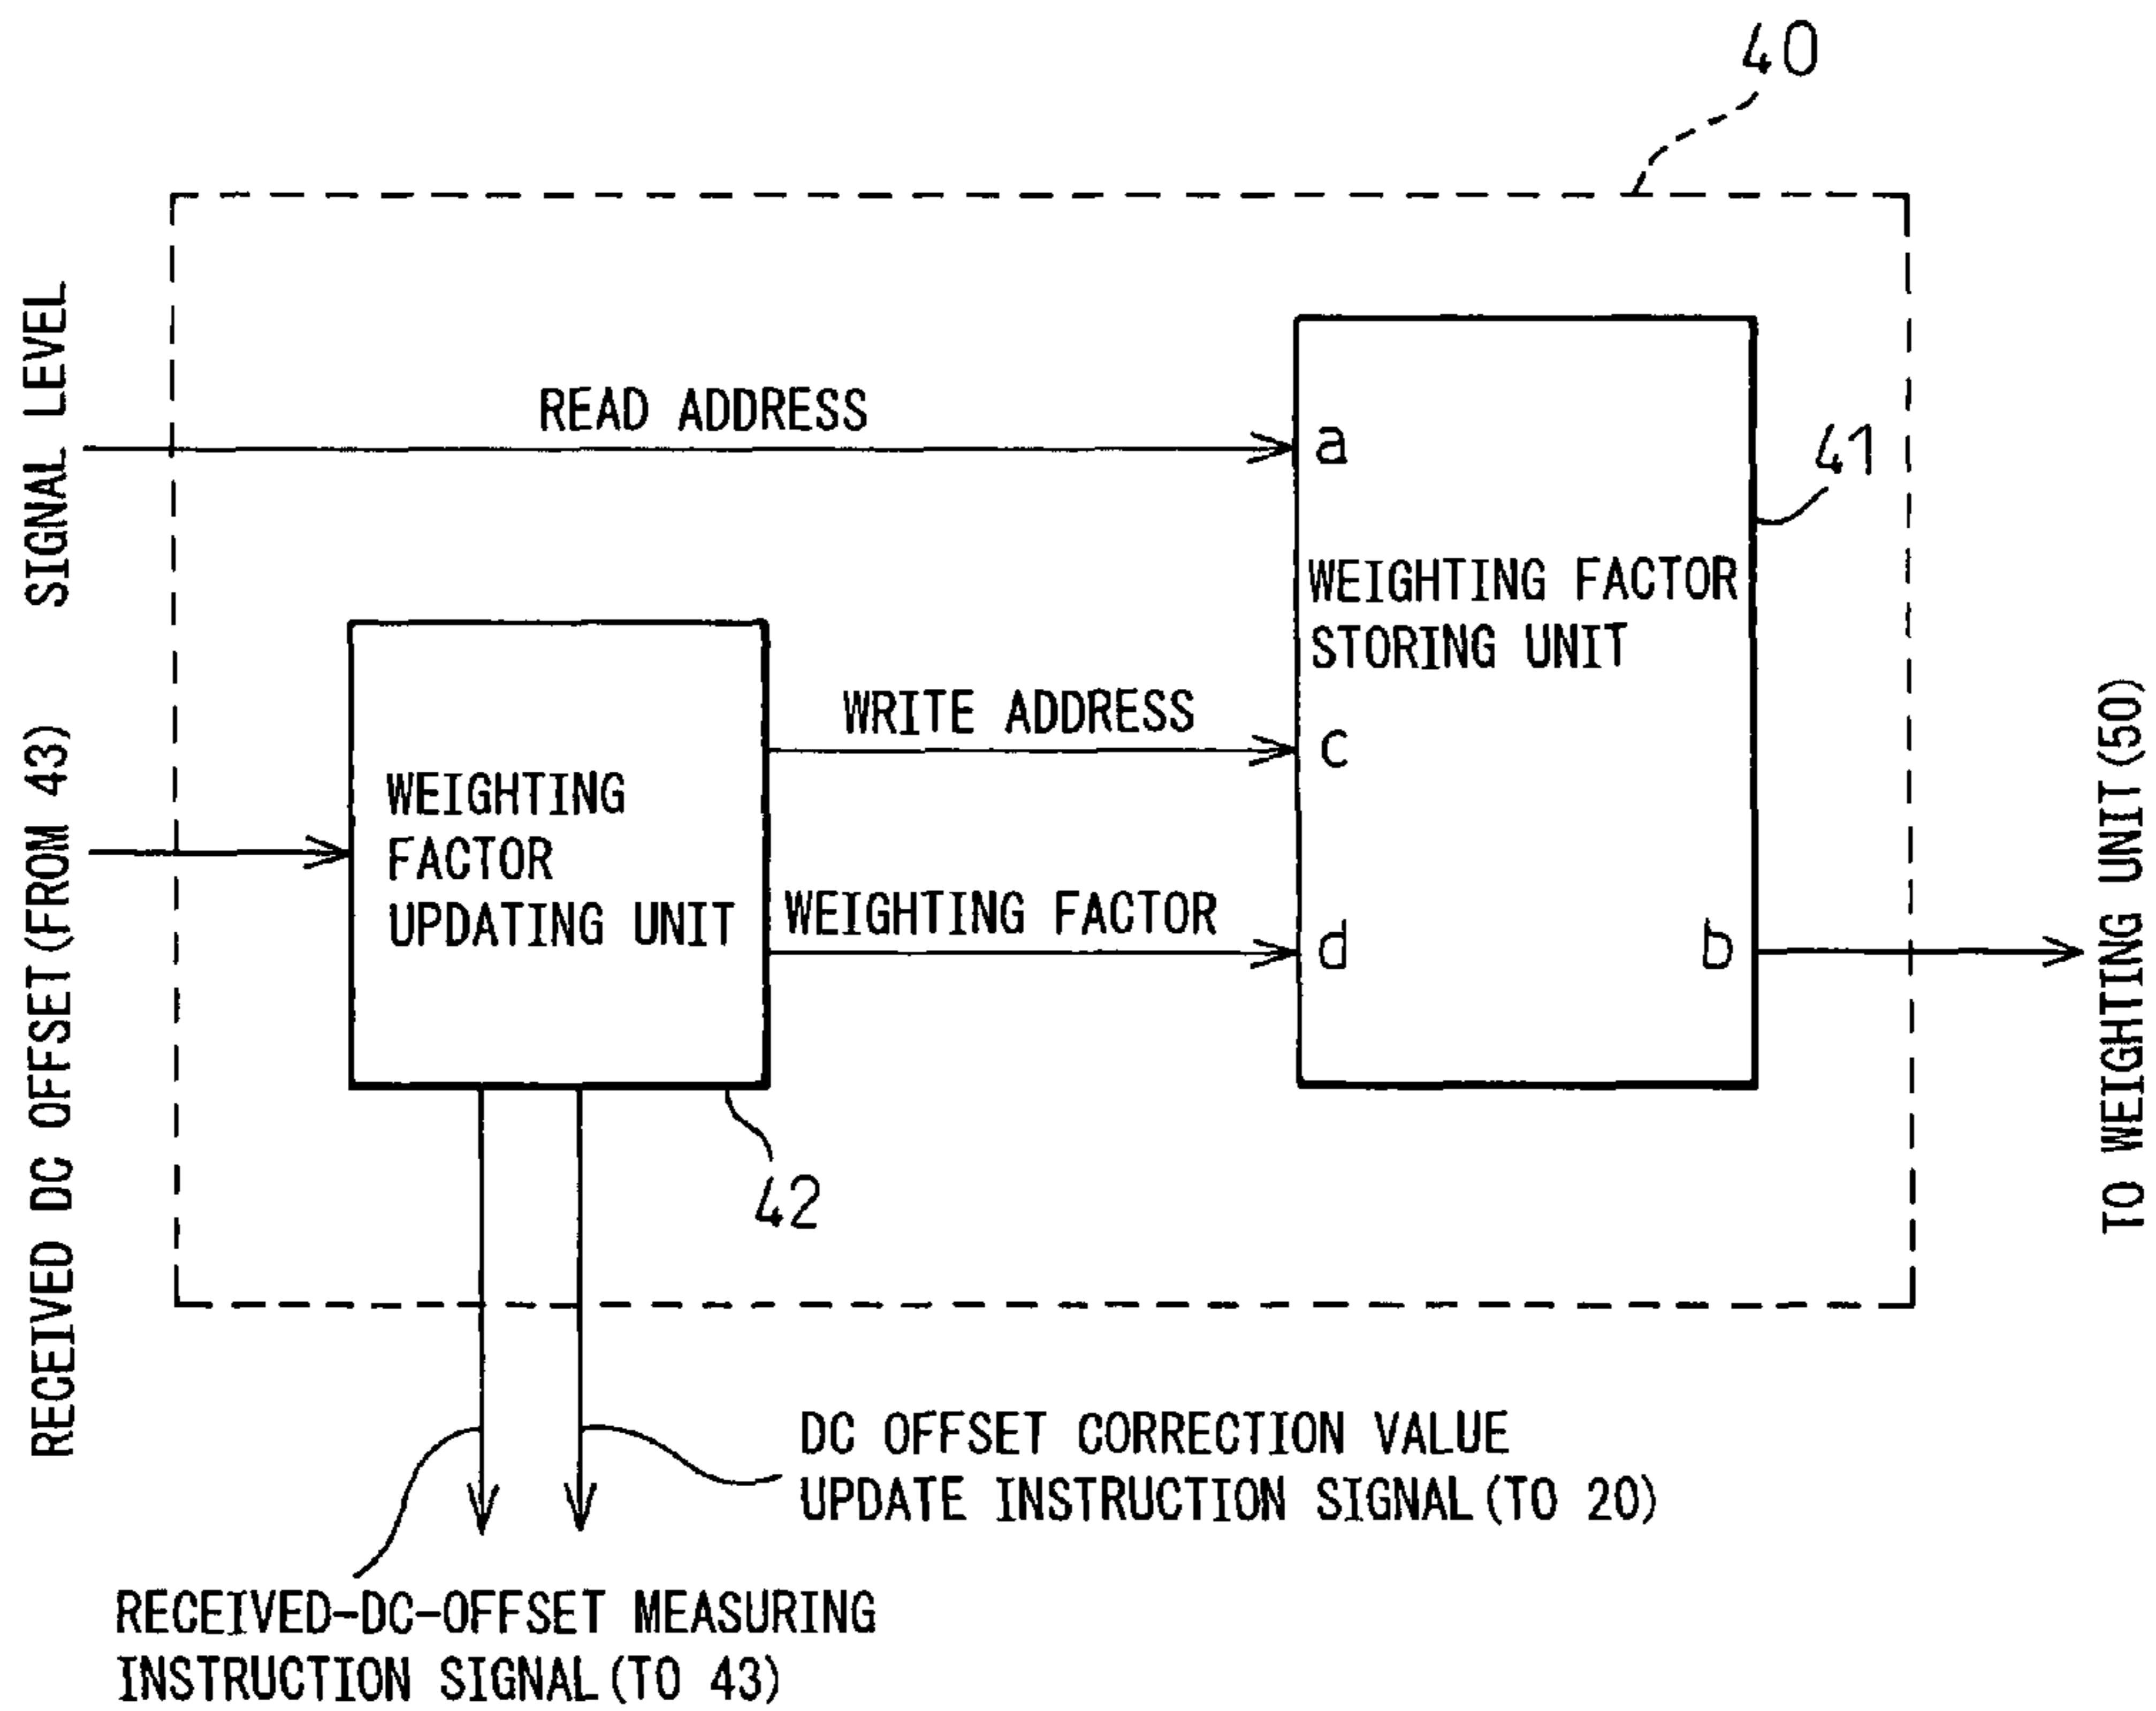 40
SIGNAL LEVEL
READ ADDRESS
a
41
WEIGHTING FACTOR
STORING UNIT
WRITE ADDRESS
c
RECEIVED DC OFFSET(FROM 43)
WEIGHTING
FACTOR
UPDATING UNIT
WEIGHTING FACTOR
d
b
TO WEIGHTING UNIT(50)
42
DC OFFSET CORRECTION VALUE
UPDATE INSTRUCTION SIGNAL(TO 20)
RECEIVED-DC-OFFSET MEASURING
INSTRUCTION SIGNAL(TO 43)